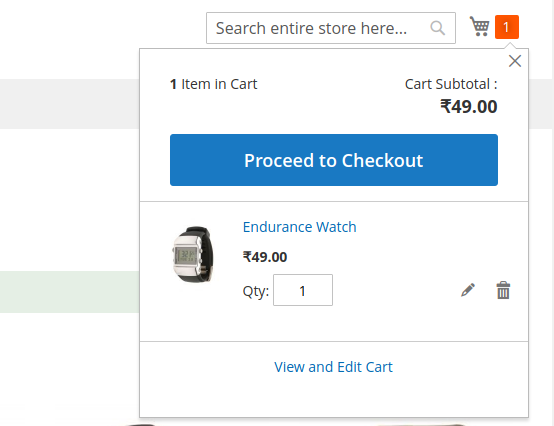 Search entire store here...
1
1 Item in Cart
Cart Subtotal :
₹49.00
Proceed to Checkout
Endurance Watch
₹49.00
Qty: 1
View and Edit Cart